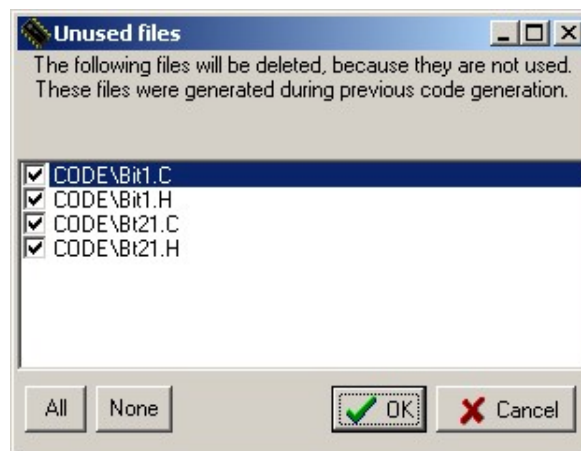 Unused files
The following files will be deleted, because they are not used.
These files were generated during previous code generation.
CODE\Bit1.C
CODE\Bit1.H
CODE\Bt21.C
CODE\Bt21.H
All None OK Cancel